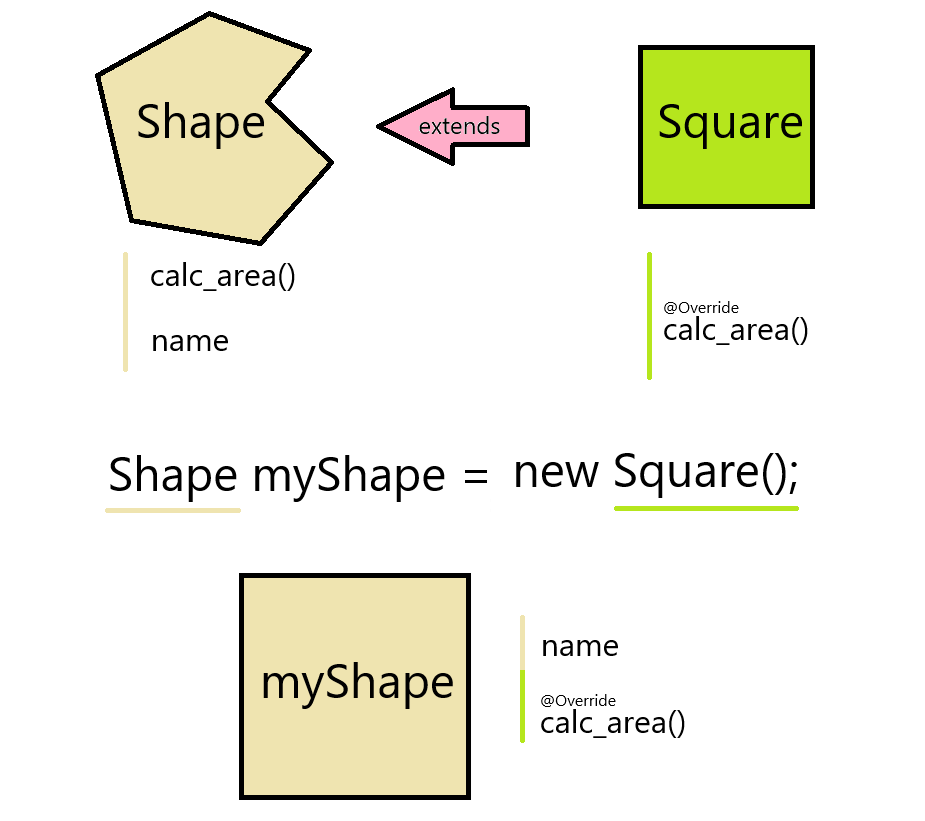 Shape
extends
Square
calc_area()
name
@Override
calc_area()
Shape myShape = new Square();
myShape
name
@Override
calc_area()